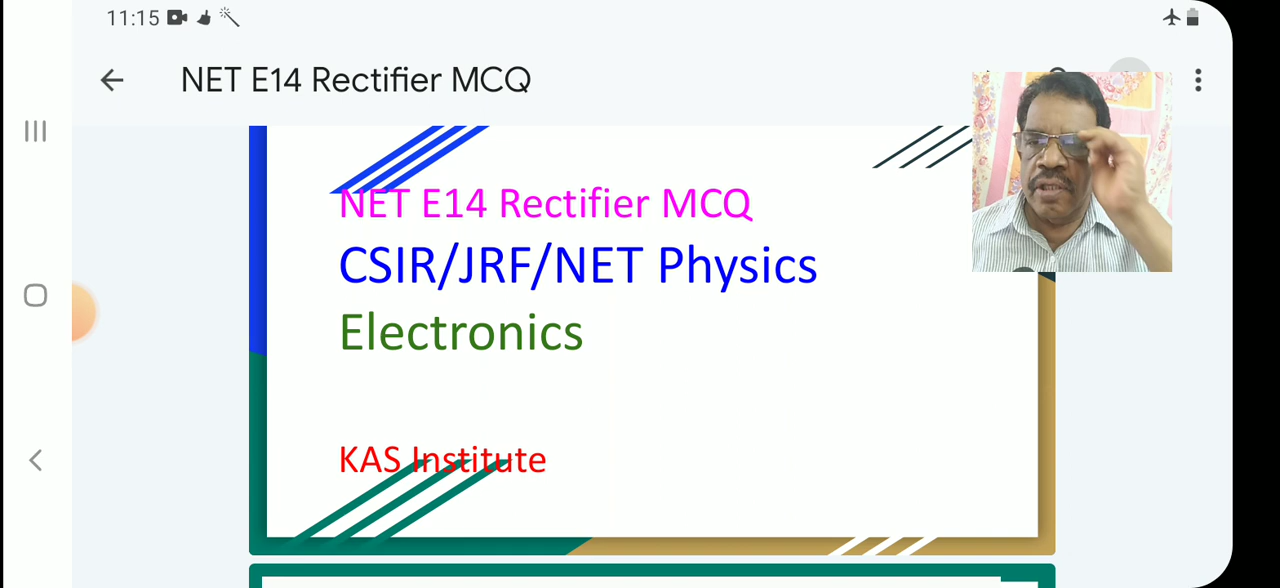 11:15
NET E14 Rectifier MCQ
NET E14 Rectifier MCQ
CSIR/JRF/NET Physics
Electronics
KAS Institute